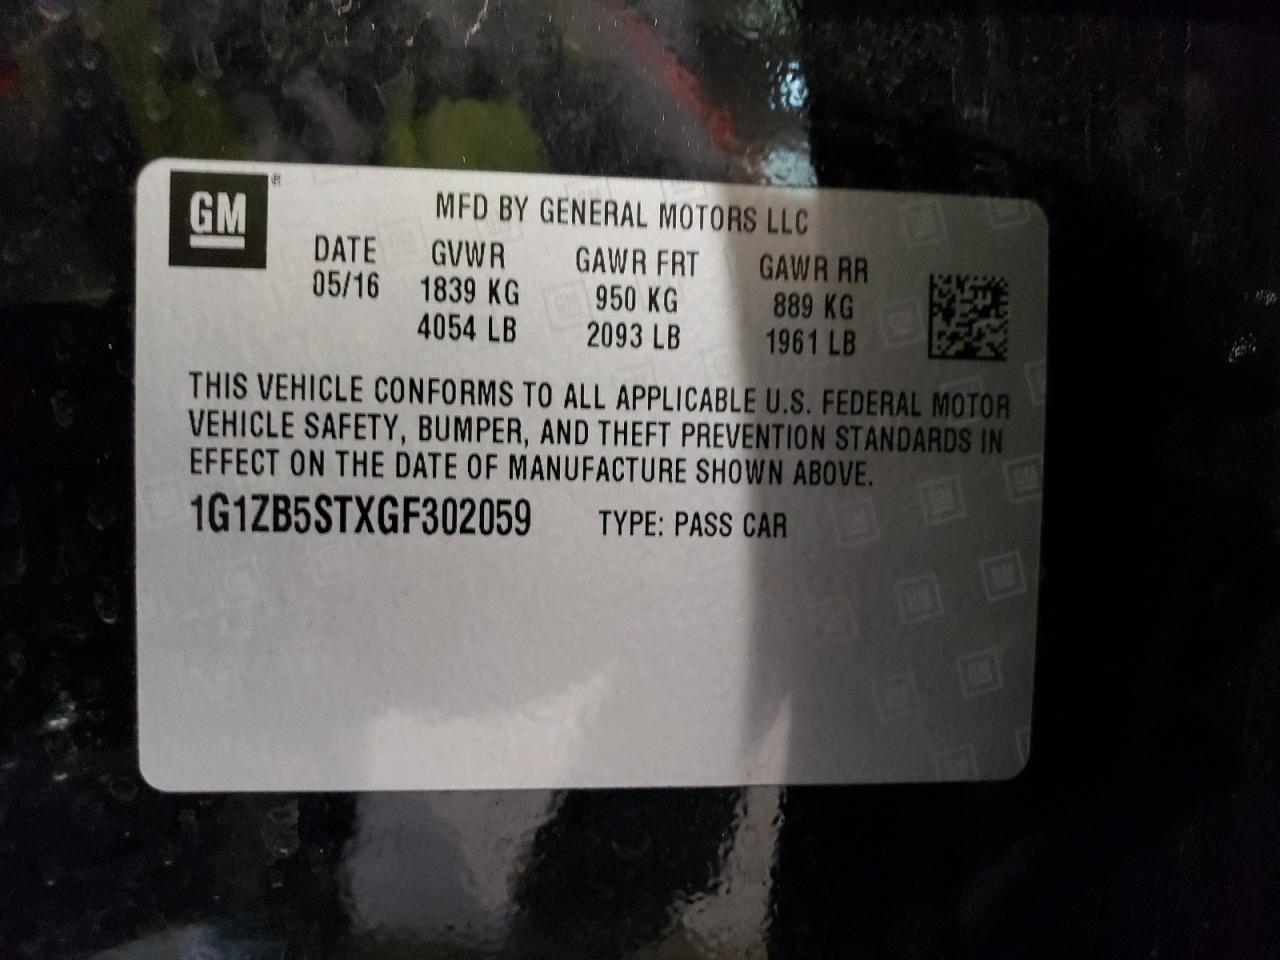 GM
MFD BY GENERAL MOTORS LLC
DATE GVWR GAWR FRT GAWR RR
05/16 1839 KG 950 KG 889 KG
4054 LB 2093 LB 1961 LB
THIS VEHICLE CONFORMS TO ALL APPLICABLE U.S. FEDERAL MOTOR
VEHICLE SAFETY, BUMPER, AND THEFT PREVENTION STANDARDS IN
EFFECT ON THE DATE OF MANUFACTURE SHOWN ABOVE.
1G1ZB5STXGF302059 TYPE: PASS CAR